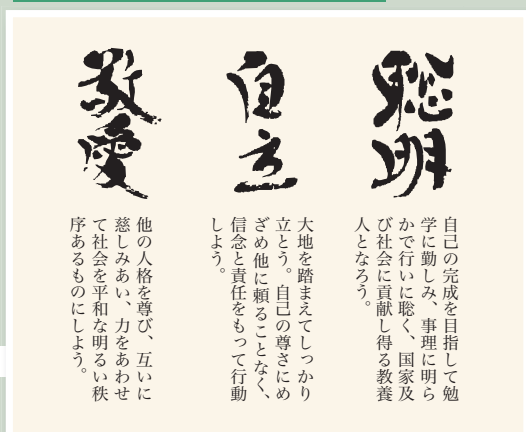 聡明
自己の完成を目指して勉
学に勤しみ、事理に明ら
かで行いに聡く、国家及
び社会に貢献し得る教養
人となろう。
自立
大地を踏まえてしっかり
立とう。自己の尊さにめ
ざめ他に頼ることなく、
信念と責任をもって行動
しよう。
敬愛
他の人格を尊び、互いに
慈しみあい、力をあわせ
て社会を平和な明るい秩
序あるものにしよう。